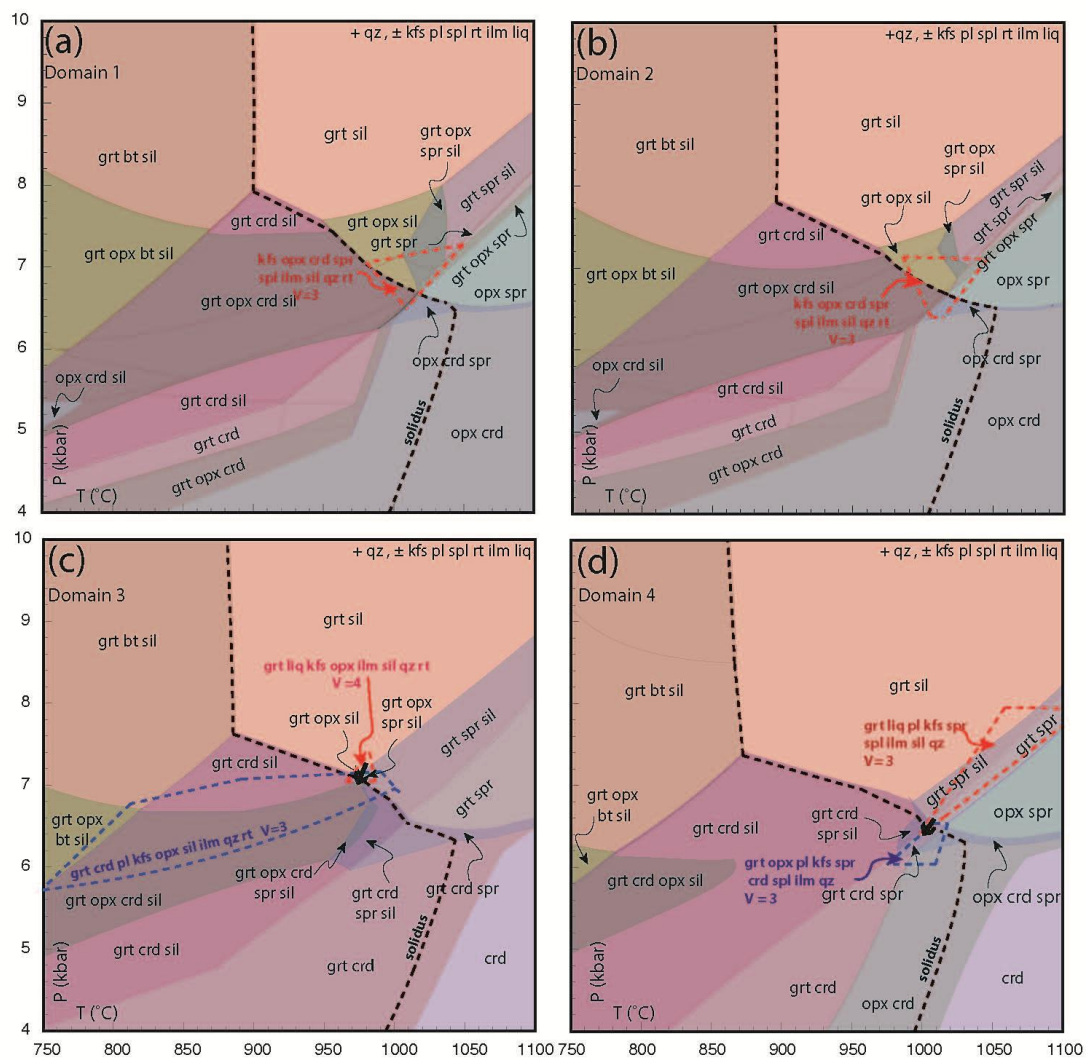 10
(a)
+ qz , ± kfs pl spl rt ilm liq
Domain 1
9
grt opx
spr sil
grt sil
grt bt sil
8
grt spr sil
grt crd sil
grt opx sil
grt spr
grt opx bt sil
7
kfs opx crd spr
spl ilm sil qz rt
V=3
grt opx spr
grt opx crd sil
opx spr
6
opx crd sil
opx crd spr
grt crd sil
5
grt crd
solidus
opx crd
P (kbar)
grt opx crd
T (°C)
4
(b)
+qz , ± kfs pl spl rt ilm liq
Domain 2
grt sil
grt bt sil
grt opx
spr sil
grt opx sil
grt spr sil
grt crd sil
grt spr
grt opx bt sil
grt opx spr
grt opx crd sil
kfs opx crd spr
spl ilm sil qz rt
V=3
opx spr
opx crd sil
opx crd spr
grt crd sil
grt crd
solidus
opx crd
P (kbar)
grt opx crd
T (°C)
10
(c)
+ qz , ± kfs pl spl rt ilm liq
Domain 3
9
grt sil
grt bt sil
grt liq kfs opx ilm sil qz rt
V =4
8
grt opx sil
grt opx
spr sil
grt spr sil
grt crd sil
7
grt opx
bt sil
grt spr
grt crd pl kfs opx sil ilm qz rt V=3
6
grt opx crd
spr sil
grt crd
spr sil
grt crd spr
grt opx crd sil
5
grt crd sil
solidus
grt crd
crd
P (kbar)
T (°C)
4
750
800
850
900
950
1000
1050
1100
(d)
+ qz , ± kfs pl spl rt ilm liq
Domain 4
grt bt sil
grt sil
grt liq pl kfs spr
spl ilm sil qz
V=3
grt spr
grt spr sil
grt opx
bt sil
grt crd sil
grt crd
spr sil
opx spr
grt crd opx sil
grt opx pl kfs spr
crd spl ilm qz
V =3
grt crd spr
opx crd spr
grt crd sil
solidus
grt crd
opx crd
crd
P (kbar)
T (°C)
750
800
850
900
950
1000
1050
1100